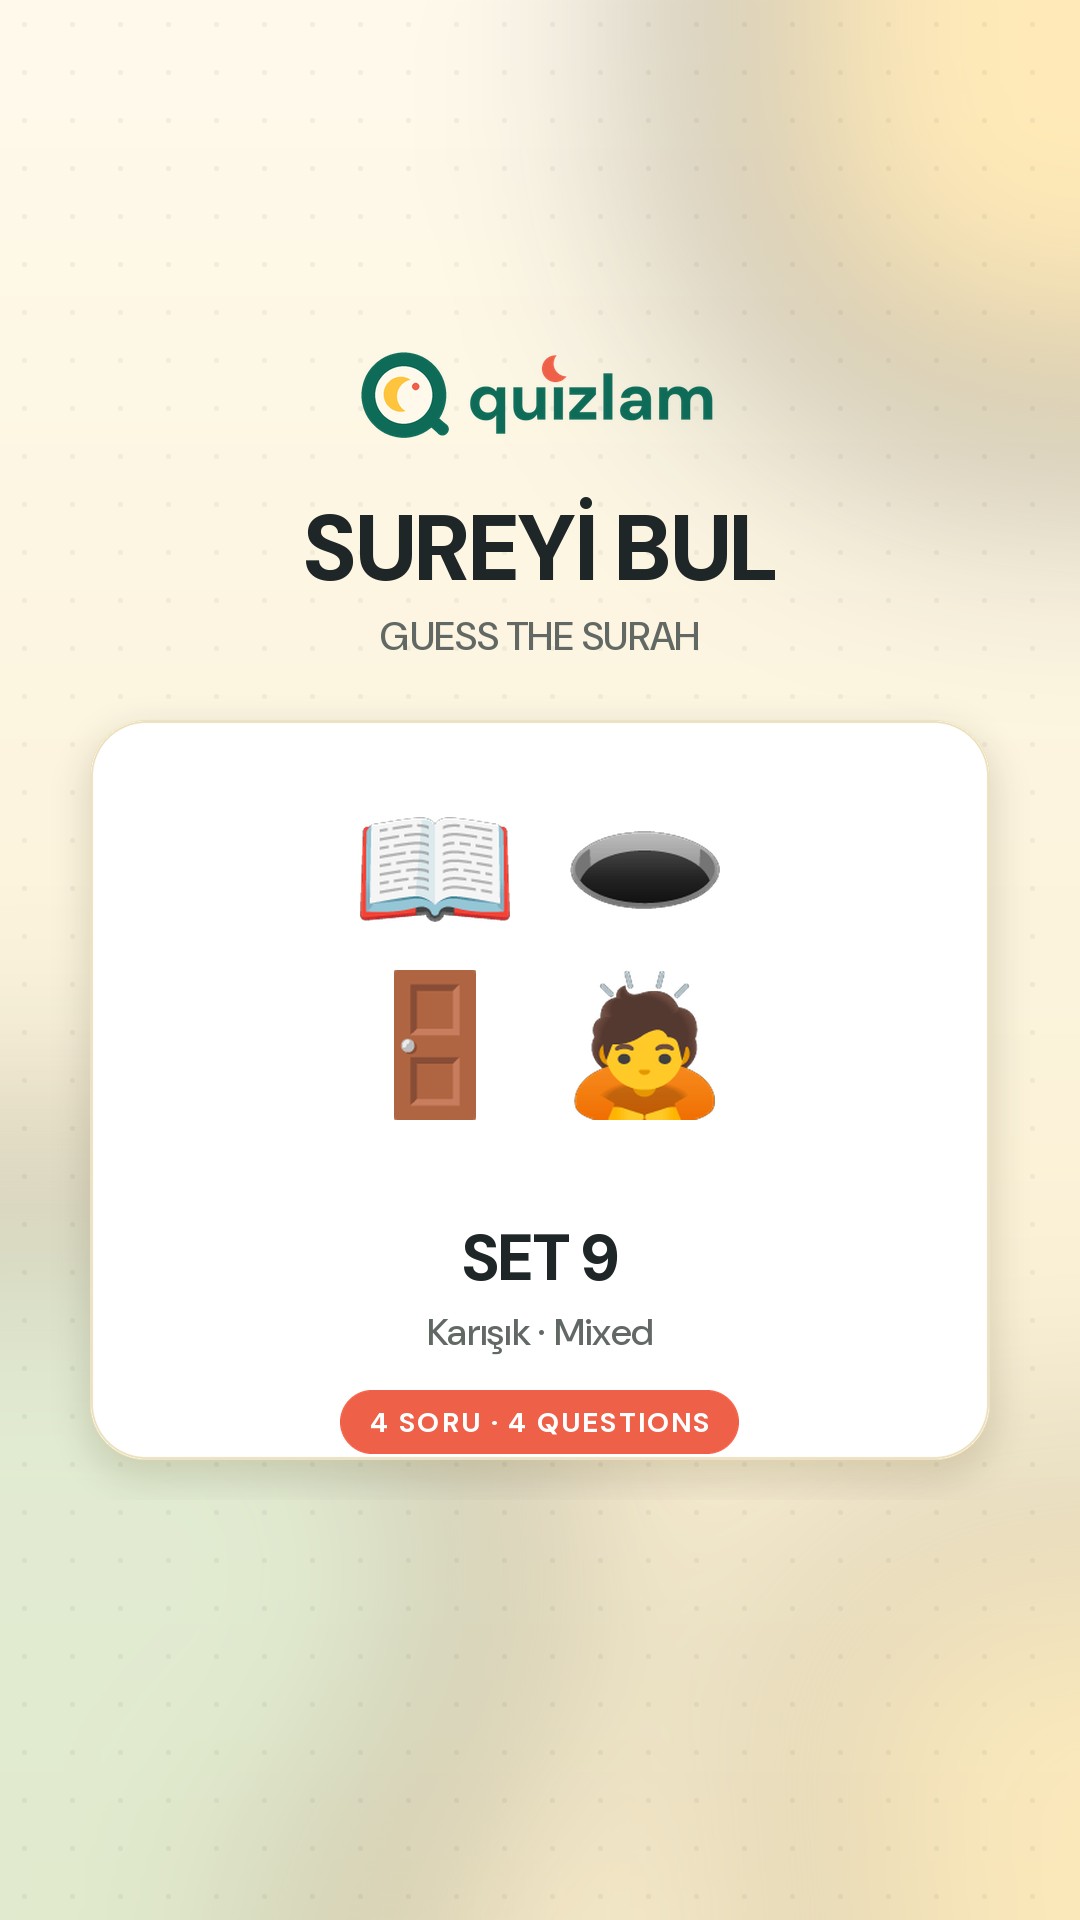 quizlam
SUREYİ BUL
GUESS THE SURAH
SET 9
Karışık · Mixed
4 SORU · 4 QUESTIONS